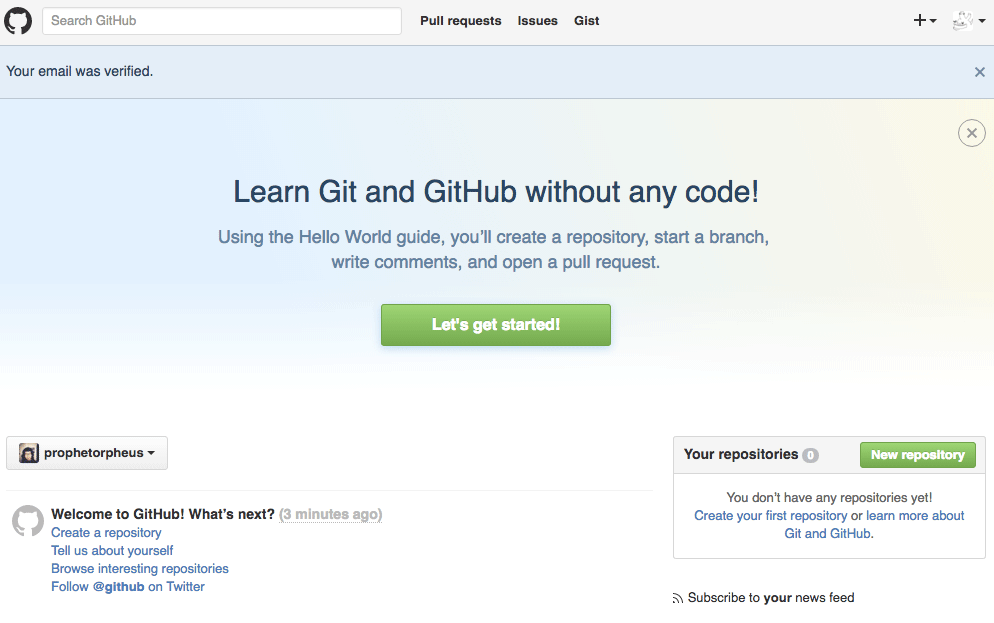 Search GitHub
Pull requests Issues Gist
Your email was verified.
Learn Git and GitHub without any code!
Using the Hello World guide, you'll create a repository, start a branch,
write comments, and open a pull request.
Let's get started!
prophetorpheus
Welcome to GitHub! What's next? (3 minutes ago)
Create a repository
Tell us about yourself
Browse interesting repositories
Follow @github on Twitter
Your repositories 0 New repository
You don't have any repositories yet!
Create your first repository or learn more about
Git and GitHub.
Subscribe to your news feed